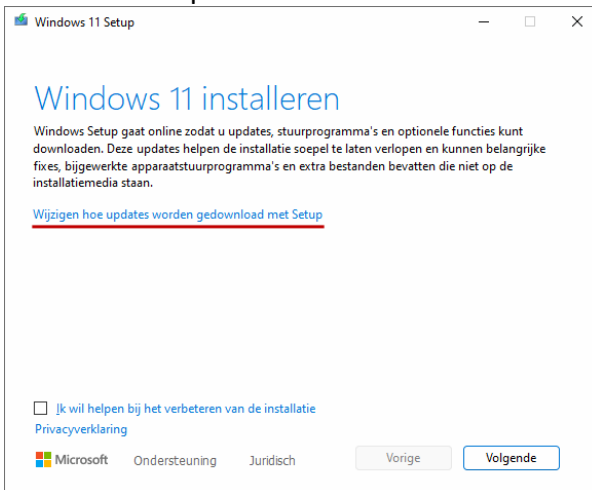 Windows 11 Setup
Windows 11 installeren
Windows Setup gaat online zodat u updates, stuurprogramma's en optionele functies kunt
downloaden. Deze updates helpen de installatie soepel te laten verlopen en kunnen belangrijke
fixes, bijgewerkte apparaatstuurprogramma's en extra bestanden bevatten die niet op de
installatiemedia staan.
Wijzigen hoe updates worden gedownload met Setup
Ik wil helpen bij het verbeteren van de installatie
Privacyverklaring
Microsoft Ondersteuning Juridisch Vorige Volgende